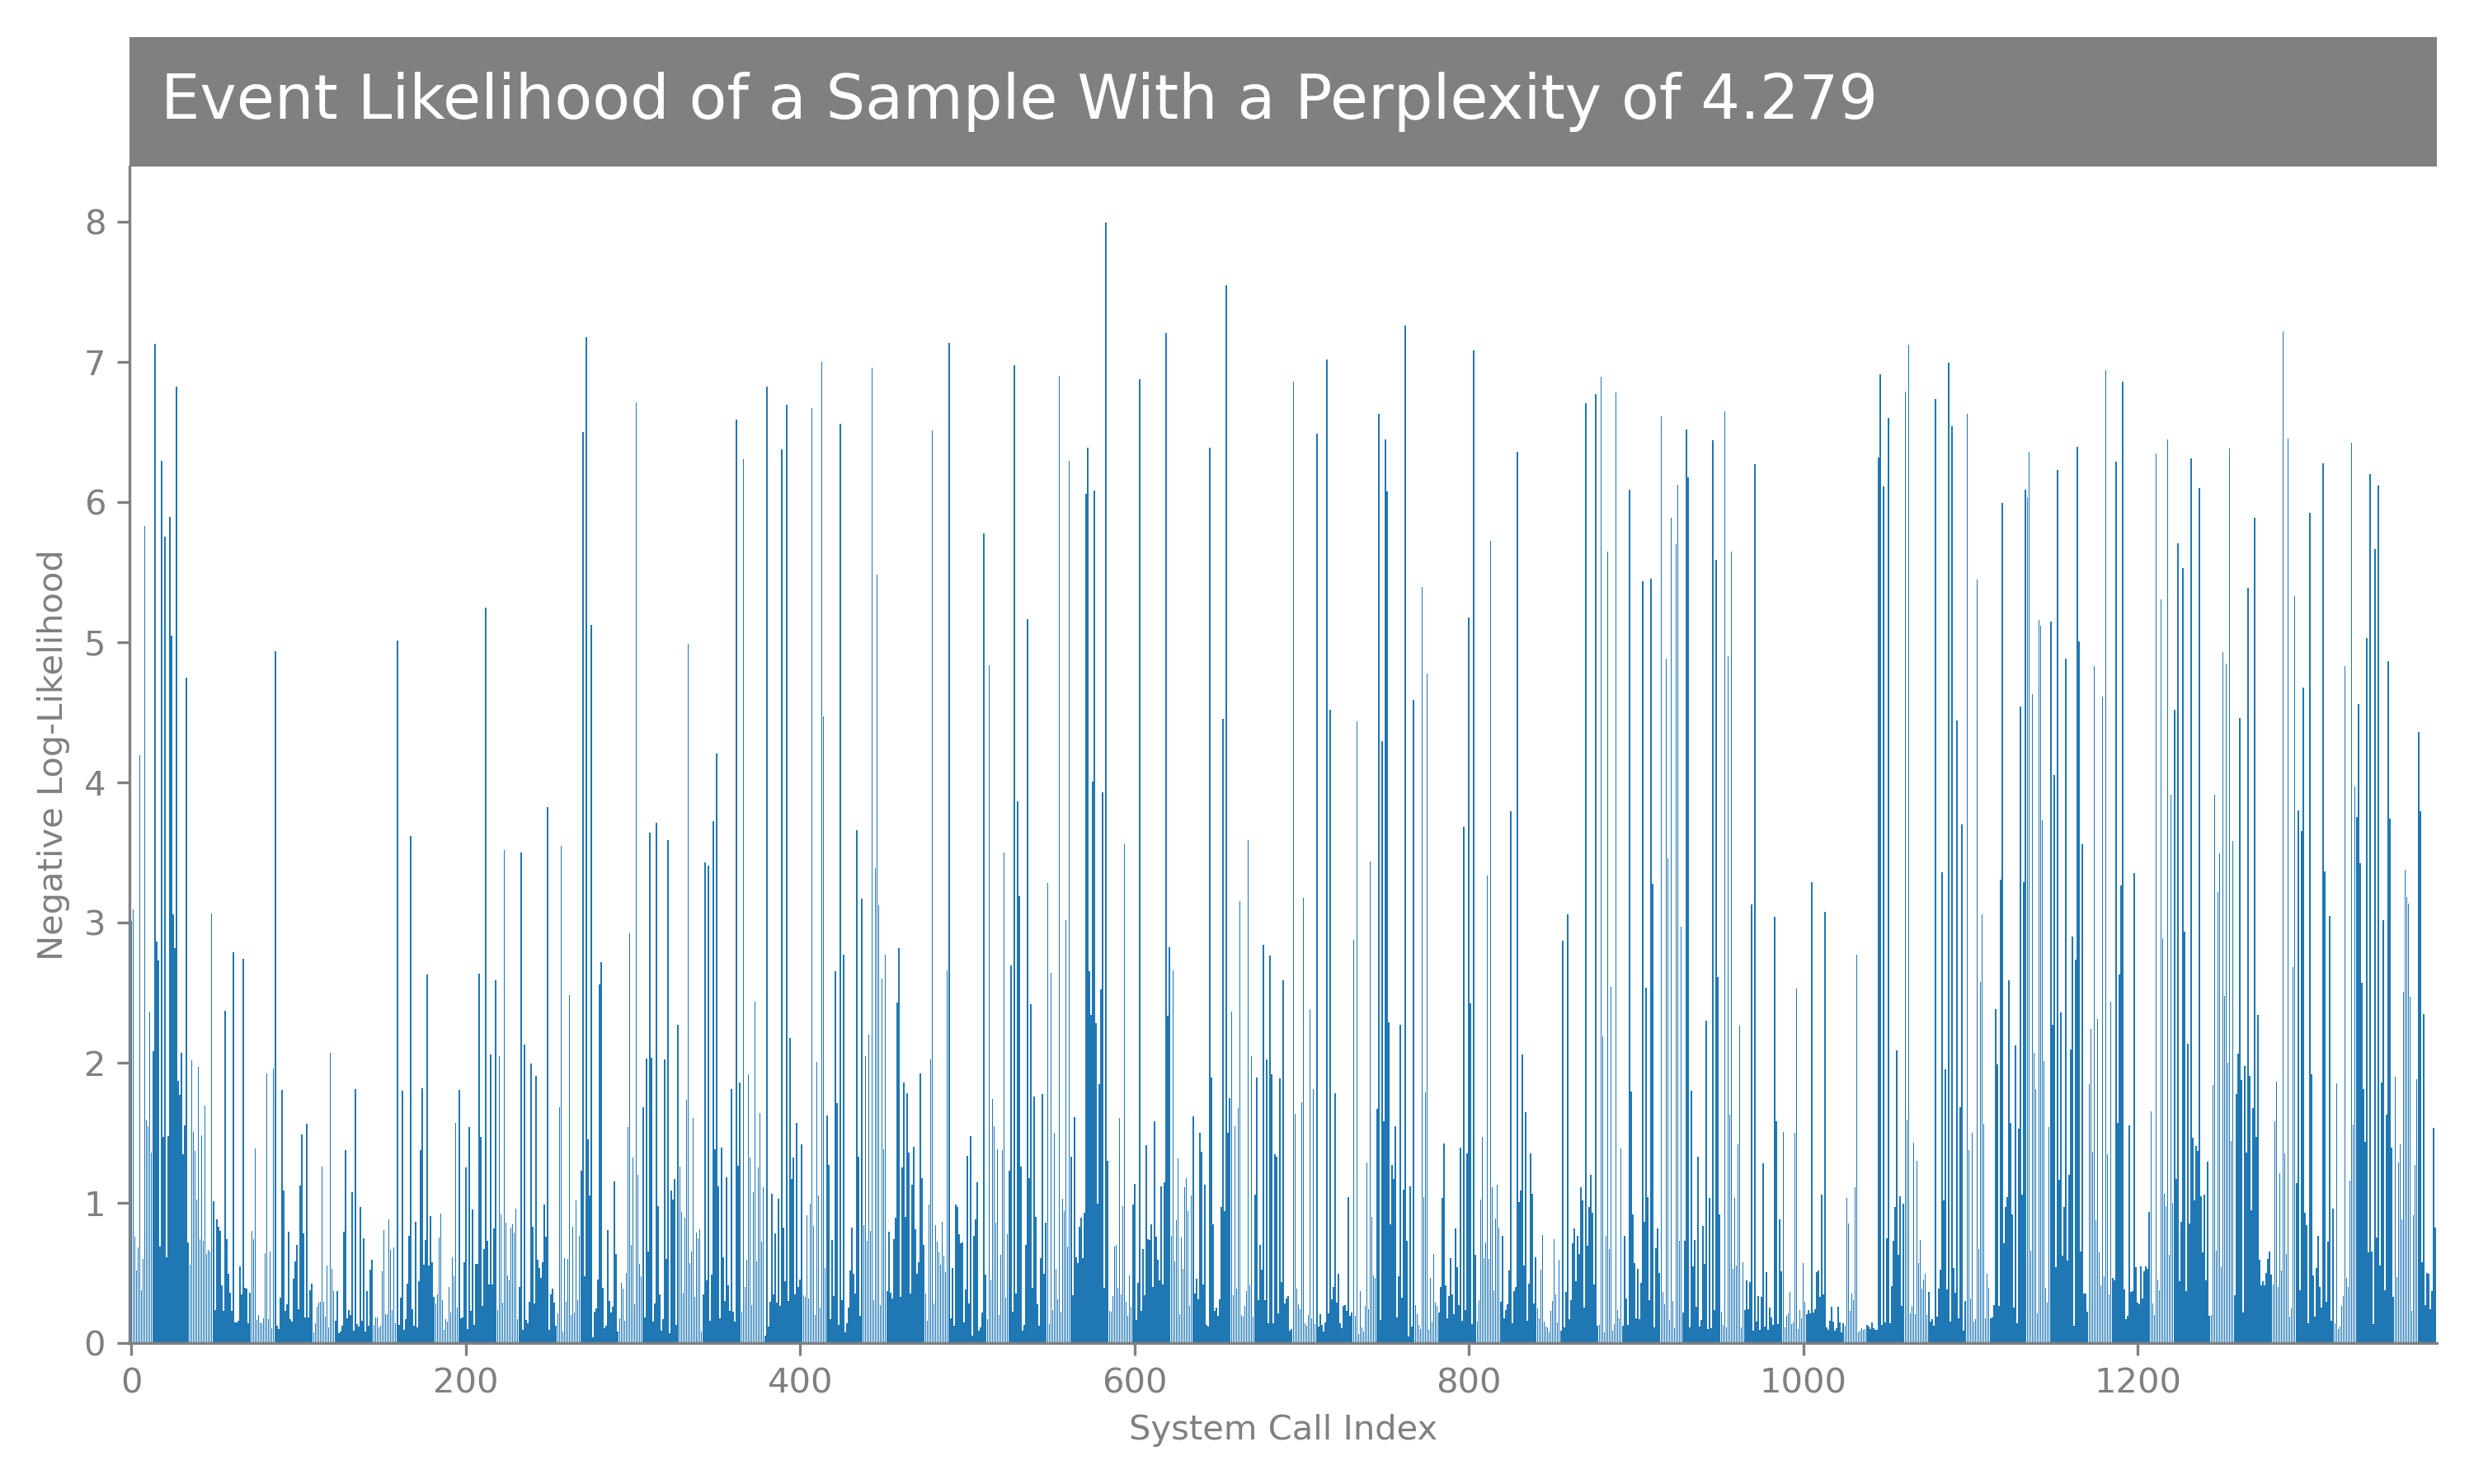 Event Likelihood of a Sample With a Perplexity of 4.279
8
7
6
5
4
3
2
1
0
Negative Log-Likelihood
0 200 400 600 800 1000 1200
System Call Index